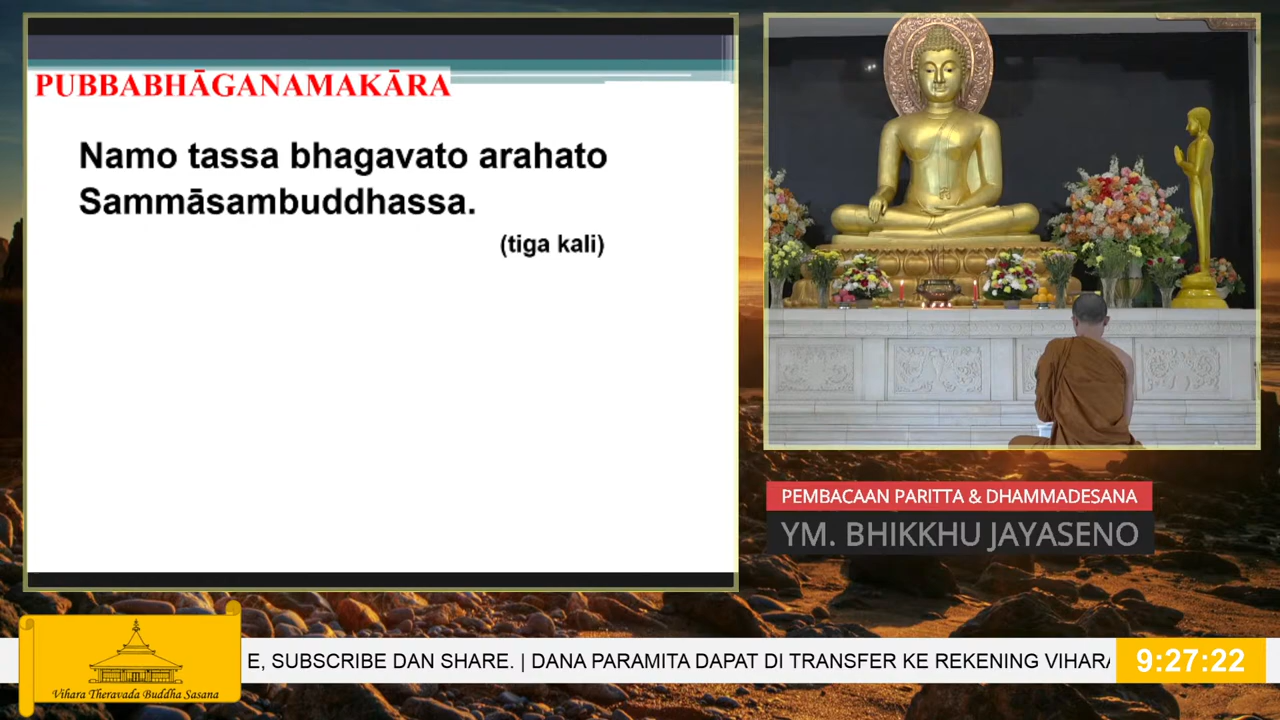 PUBBABHĀGANAMAKĀRA
Namo tassa bhagavato arahato
Sammāsambuddhassa.
(tiga kali)
PEMBACAAN PARITTA & DHAMMADESANA
YM. BHIKKHU JAYASENO
Vihara Theravada Buddha Sasana
E, SUBSCRIBE DAN SHARE. | DANA PARAMITA DAPAT DI TRANSFER KE REKENING VIHARA
9:27:22